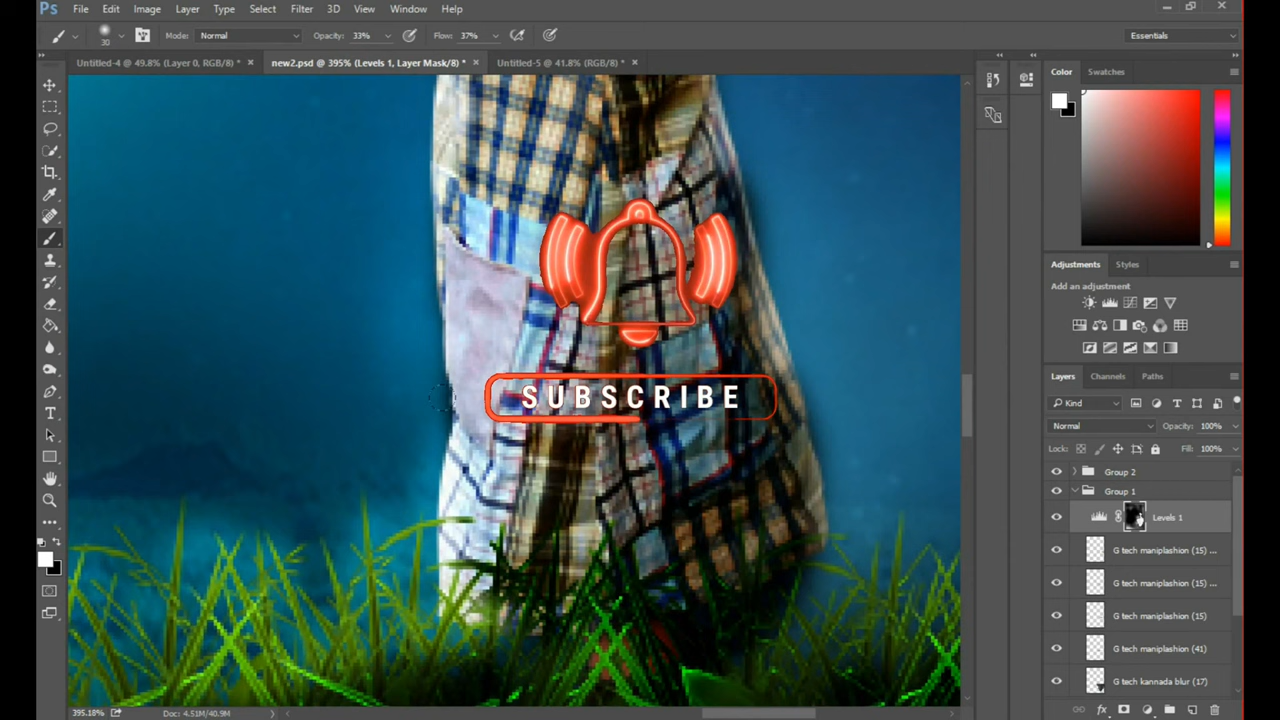 Ps File Edit Image Layer Type Select Filter 3D View Window Help
30 Mode: Normal Opacity: 33% Flow: 37% Essentials
Untitled-4 @ 49.8% (Layer 0, RGB/8) * × new2.psd @ 395% (Levels 1, Layer Mask/8) * × Untitled-5 @ 41.8% (RGB/8) * ×
Color Swatches
Adjustments Styles
Add an adjustment
SUBSCRIBE
Layers Channels Paths
Kind
Normal Opacity: 100%
Lock: Fill: 100%
Group 2
Group 1
Levels 1
G tech maniplashion (15) ...
G tech maniplashion (15) ...
G tech maniplashion (15)
G tech maniplashion (41)
G tech kannada blur (17)
395.18% Doc: 4.51M/40.9M
fx